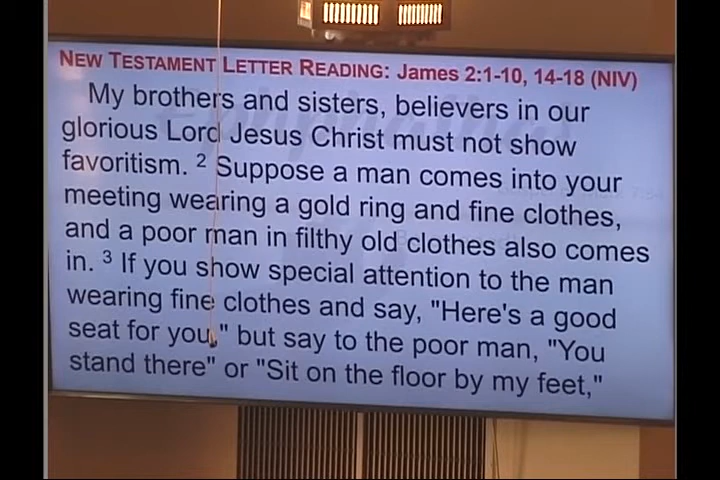 NEW TESTAMENT LETTER READING: James 2:1-10, 14-18 (NIV)
My brothers and sisters, believers in our
glorious Lord Jesus Christ must not show
favoritism. 2 Suppose a man comes into your
meeting wearing a gold ring and fine clothes,
and a poor man in filthy old clothes also comes
in. 3 If you show special attention to the man
wearing fine clothes and say, "Here's a good
seat for you," but say to the poor man, "You
stand there" or "Sit on the floor by my feet,"